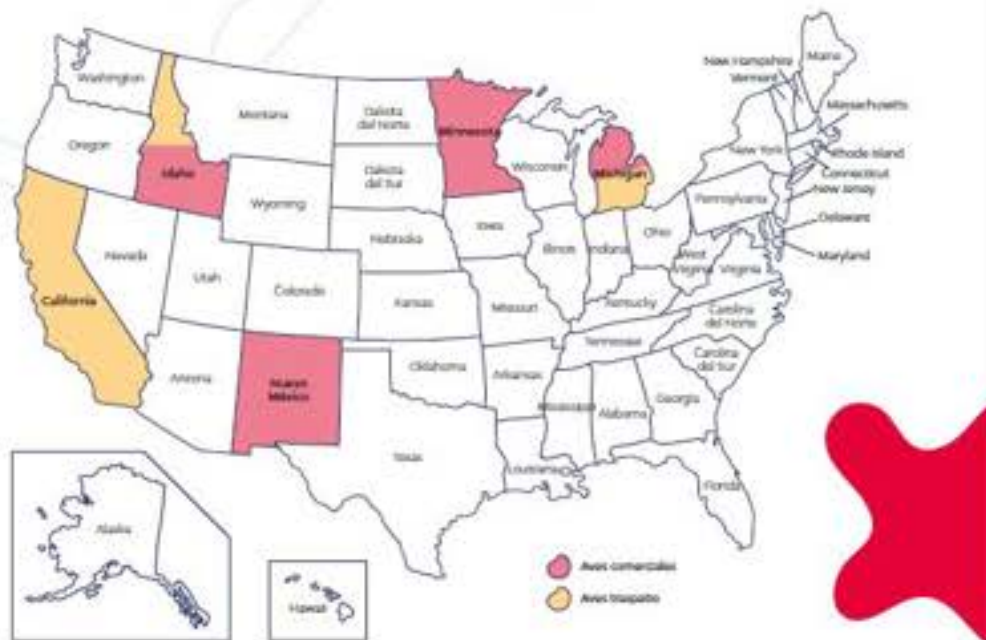 Washington
Montana
Dakota
del Norte
Minnesota
New Hampshire
Vermont
Maine
Massachusetts
Oregon
Idaho
Wyoming
Dakota
del Sur
Wisconsin
Michigan
New York
Rhode Island
Connecticut
New Jersey
Pennsylvania
Delaware
Maryland
Nevada
Utah
Colorado
Nebraska
Iowa
Illinois
Indiana
Ohio
West
Virginia
Virginia
California
Kansas
Missouri
Kentucky
Carolina
del Norte
Tennessee
Carolina
del Sur
Arizona
Nuevo
México
Oklahoma
Arkansas
Mississippi
Alabama
Georgia
Texas
Louisiana
Florida
Alaska
Hawaii
Aves comerciales
Aves traspatio